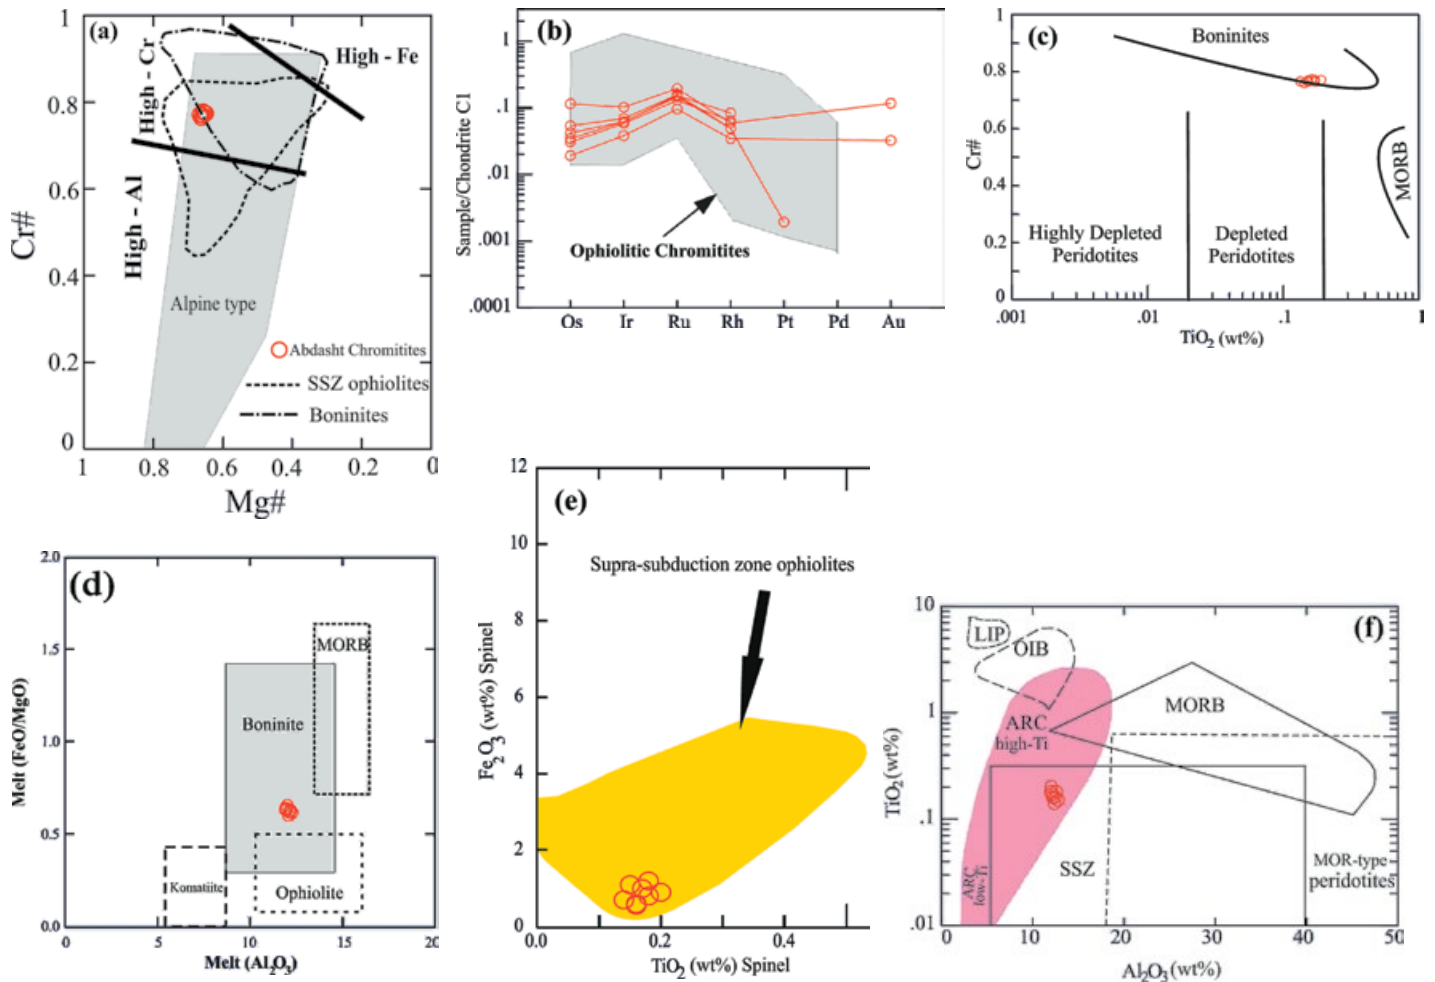 (a)
1
0.8
0.6
0.4
0.2
0
Cr#
High - Cr
High - Fe
High - Al
Alpine type
Abdasht Chromitites
SSZ ophiolites
Boninites
1
0.8
0.6
0.4
0.2
0
Mg#
(b)
1
.1
.01
.001
.0001
Sample/Chondrite C1
Ophiolitic Chromitites
Os
Ir
Ru
Rh
Pt
Pd
Au
(c)
1
0.8
0.6
0.4
0.2
0
Cr#
Boninites
MORB
Highly Depleted
Peridotites
Depleted
Peridotites
.001
.01
.1
1
TiO2 (wt%)
(d)
2.0
1.5
1.0
0.5
0.0
Melt (FeO/MgO)
MORB
Boninite
Komatiite
Ophiolite
0
5
10
15
20
Melt (Al2O3)
(e)
12
10
8
6
4
2
0
Fe2O3 (wt%) Spinel
Supra-subduction zone ophiolites
0.0
0.2
0.4
TiO2 (wt%) Spinel
(f)
10
1
0.1
.01
TiO2 (wt%)
LIP
OIB
ARC
high-Ti
MORB
ARC
low-Ti
SSZ
MOR-type
peridotites
0
10
20
30
40
50
Al2O3 (wt%)